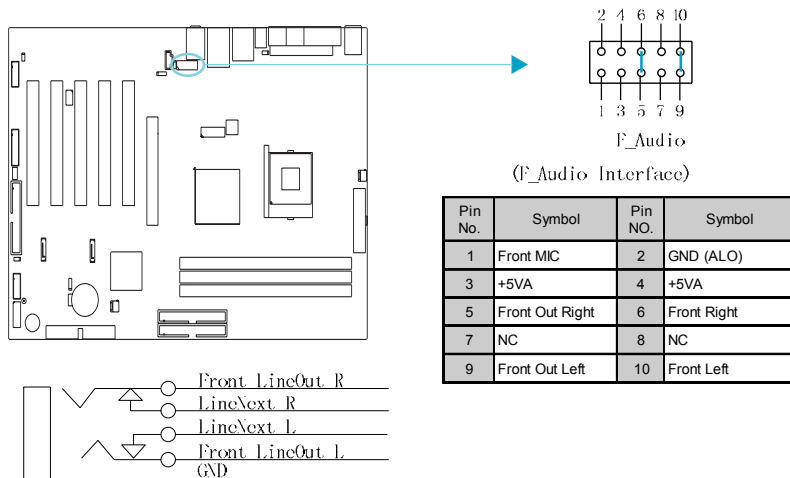 2 4 6 8 10
1 3 5 7 9
F_Audio
(F_Audio Interface)
Pin No. Symbol Pin NO. Symbol
1 Front MIC 2 GND (ALO)
3 +5VA 4 +5VA
5 Front Out Right 6 Front Right
7 NC 8 NC
9 Front Out Left 10 Front Left
Front LineOut R
LineNext R
LineNext L
Front LineOut L
GND